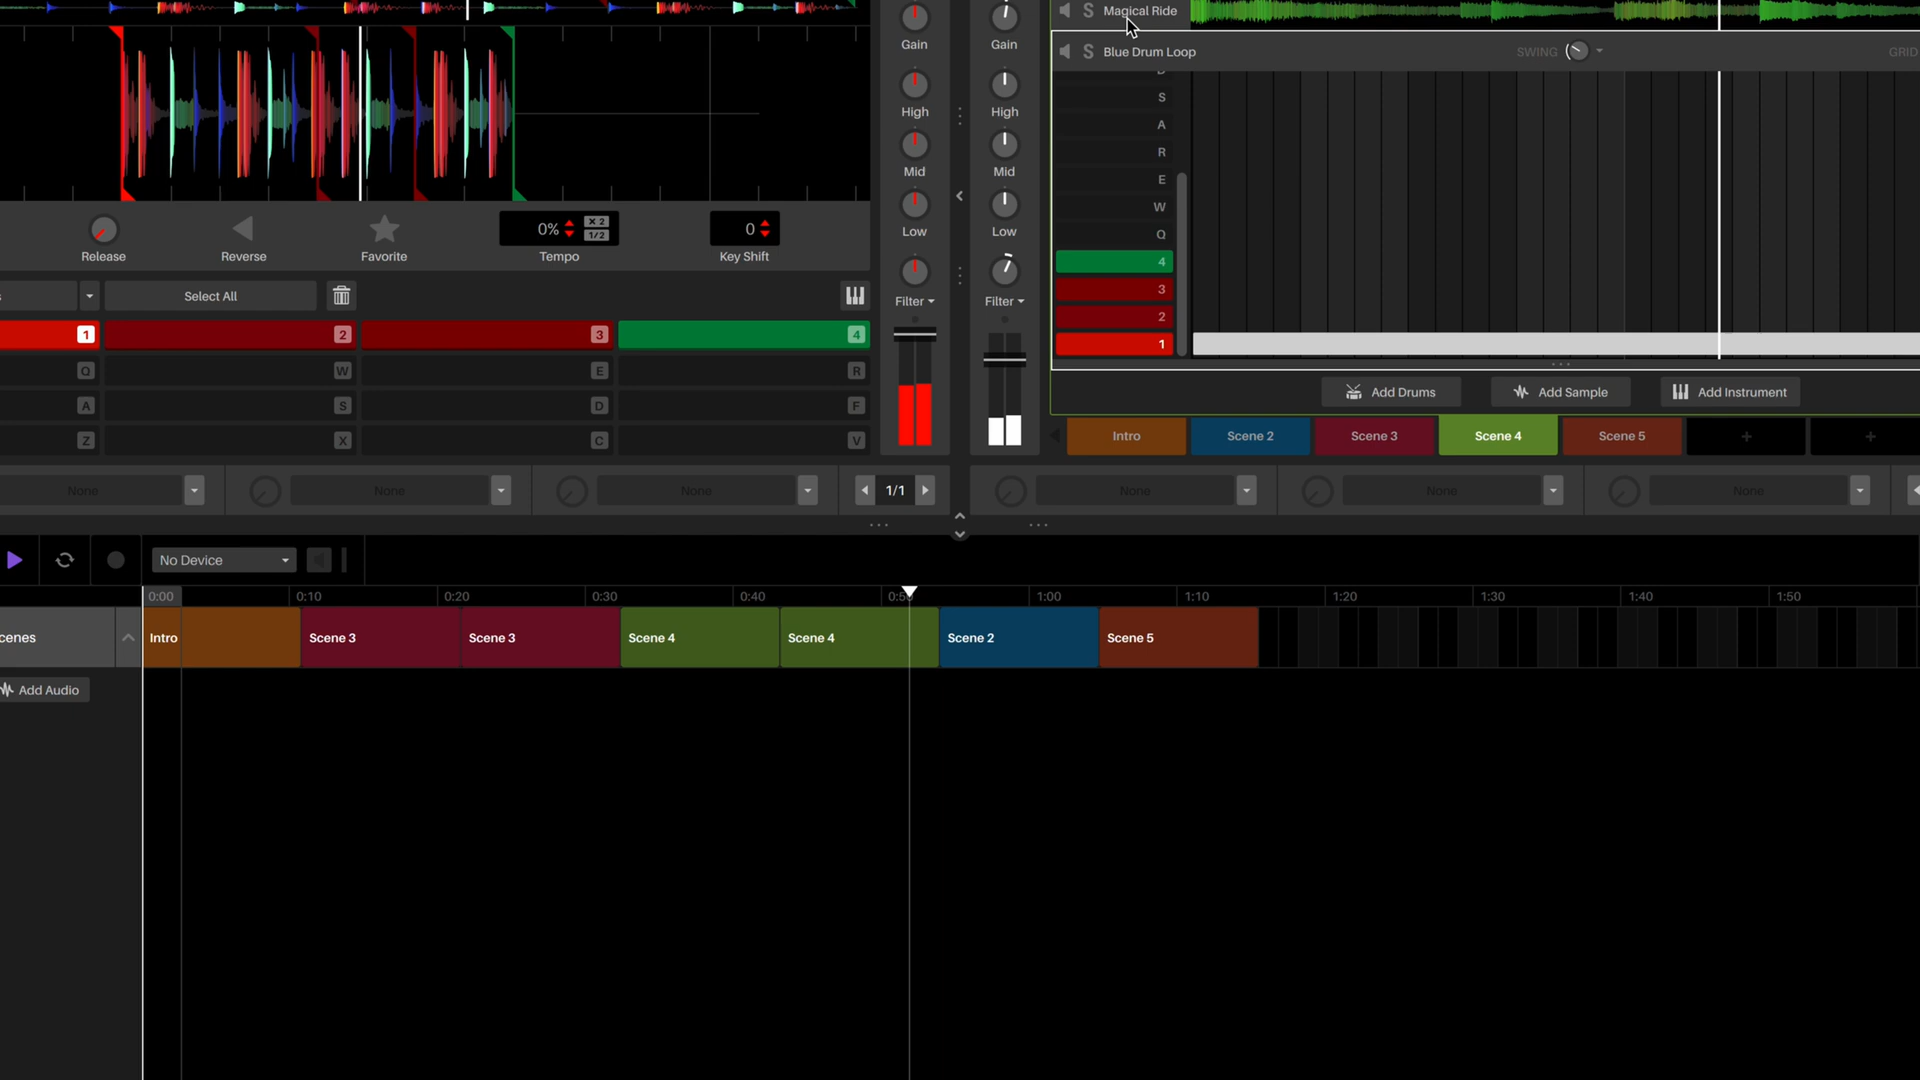 Gain
Gain
Magical Ride
S
Blue Drum Loop
S
SWING
GRID
High
High
S
A
R
E
W
Q
4
3
2
1
Mid
Mid
Low
Low
Filter
Filter
Release
Reverse
Favorite
0%
X 2
1/2
Tempo
0
Key Shift
Select All
1
2
3
4
Q
W
E
R
A
S
D
F
Z
X
C
V
Add Drums
Add Sample
Add Instrument
Intro
Scene 2
Scene 3
Scene 4
Scene 5
+
+
None
None
None
1/1
None
None
None
No Device
0:00
0:10
0:20
0:30
0:40
1:00
1:10
1:20
1:30
1:40
1:50
cenes
Intro
Scene 3
Scene 3
Scene 4
Scene 4
Scene 2
Scene 5
Add Audio